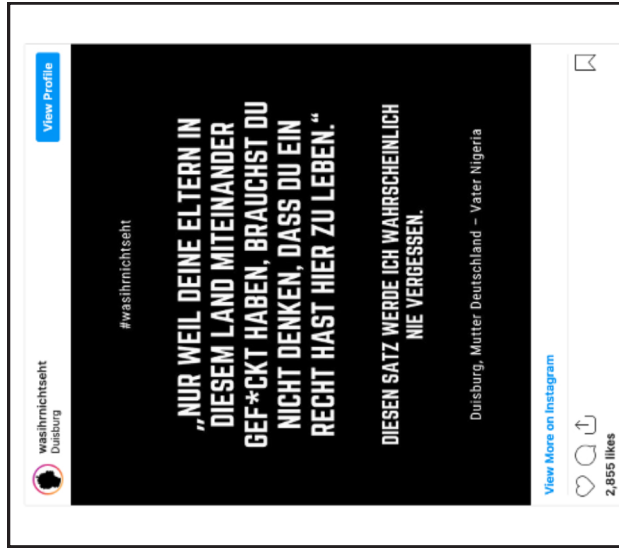 wasihrnichtseht
Duisburg
View Profile
#wasihrnichtseht
„NUR WEIL DEINE ELTERN IN
DIESEM LAND MITEINANDER
GEF*CKT HABEN, BRAUCHST DU
NICHT DENKEN, DASS DU EIN
RECHT HAST HIER ZU LEBEN.“
DIESEN SATZ WERDE ICH WAHRSCHEINLICH
NIE VERGESSEN.
Duisburg, Mutter Deutschland – Vater Nigeria
View More on Instagram
2,855 likes